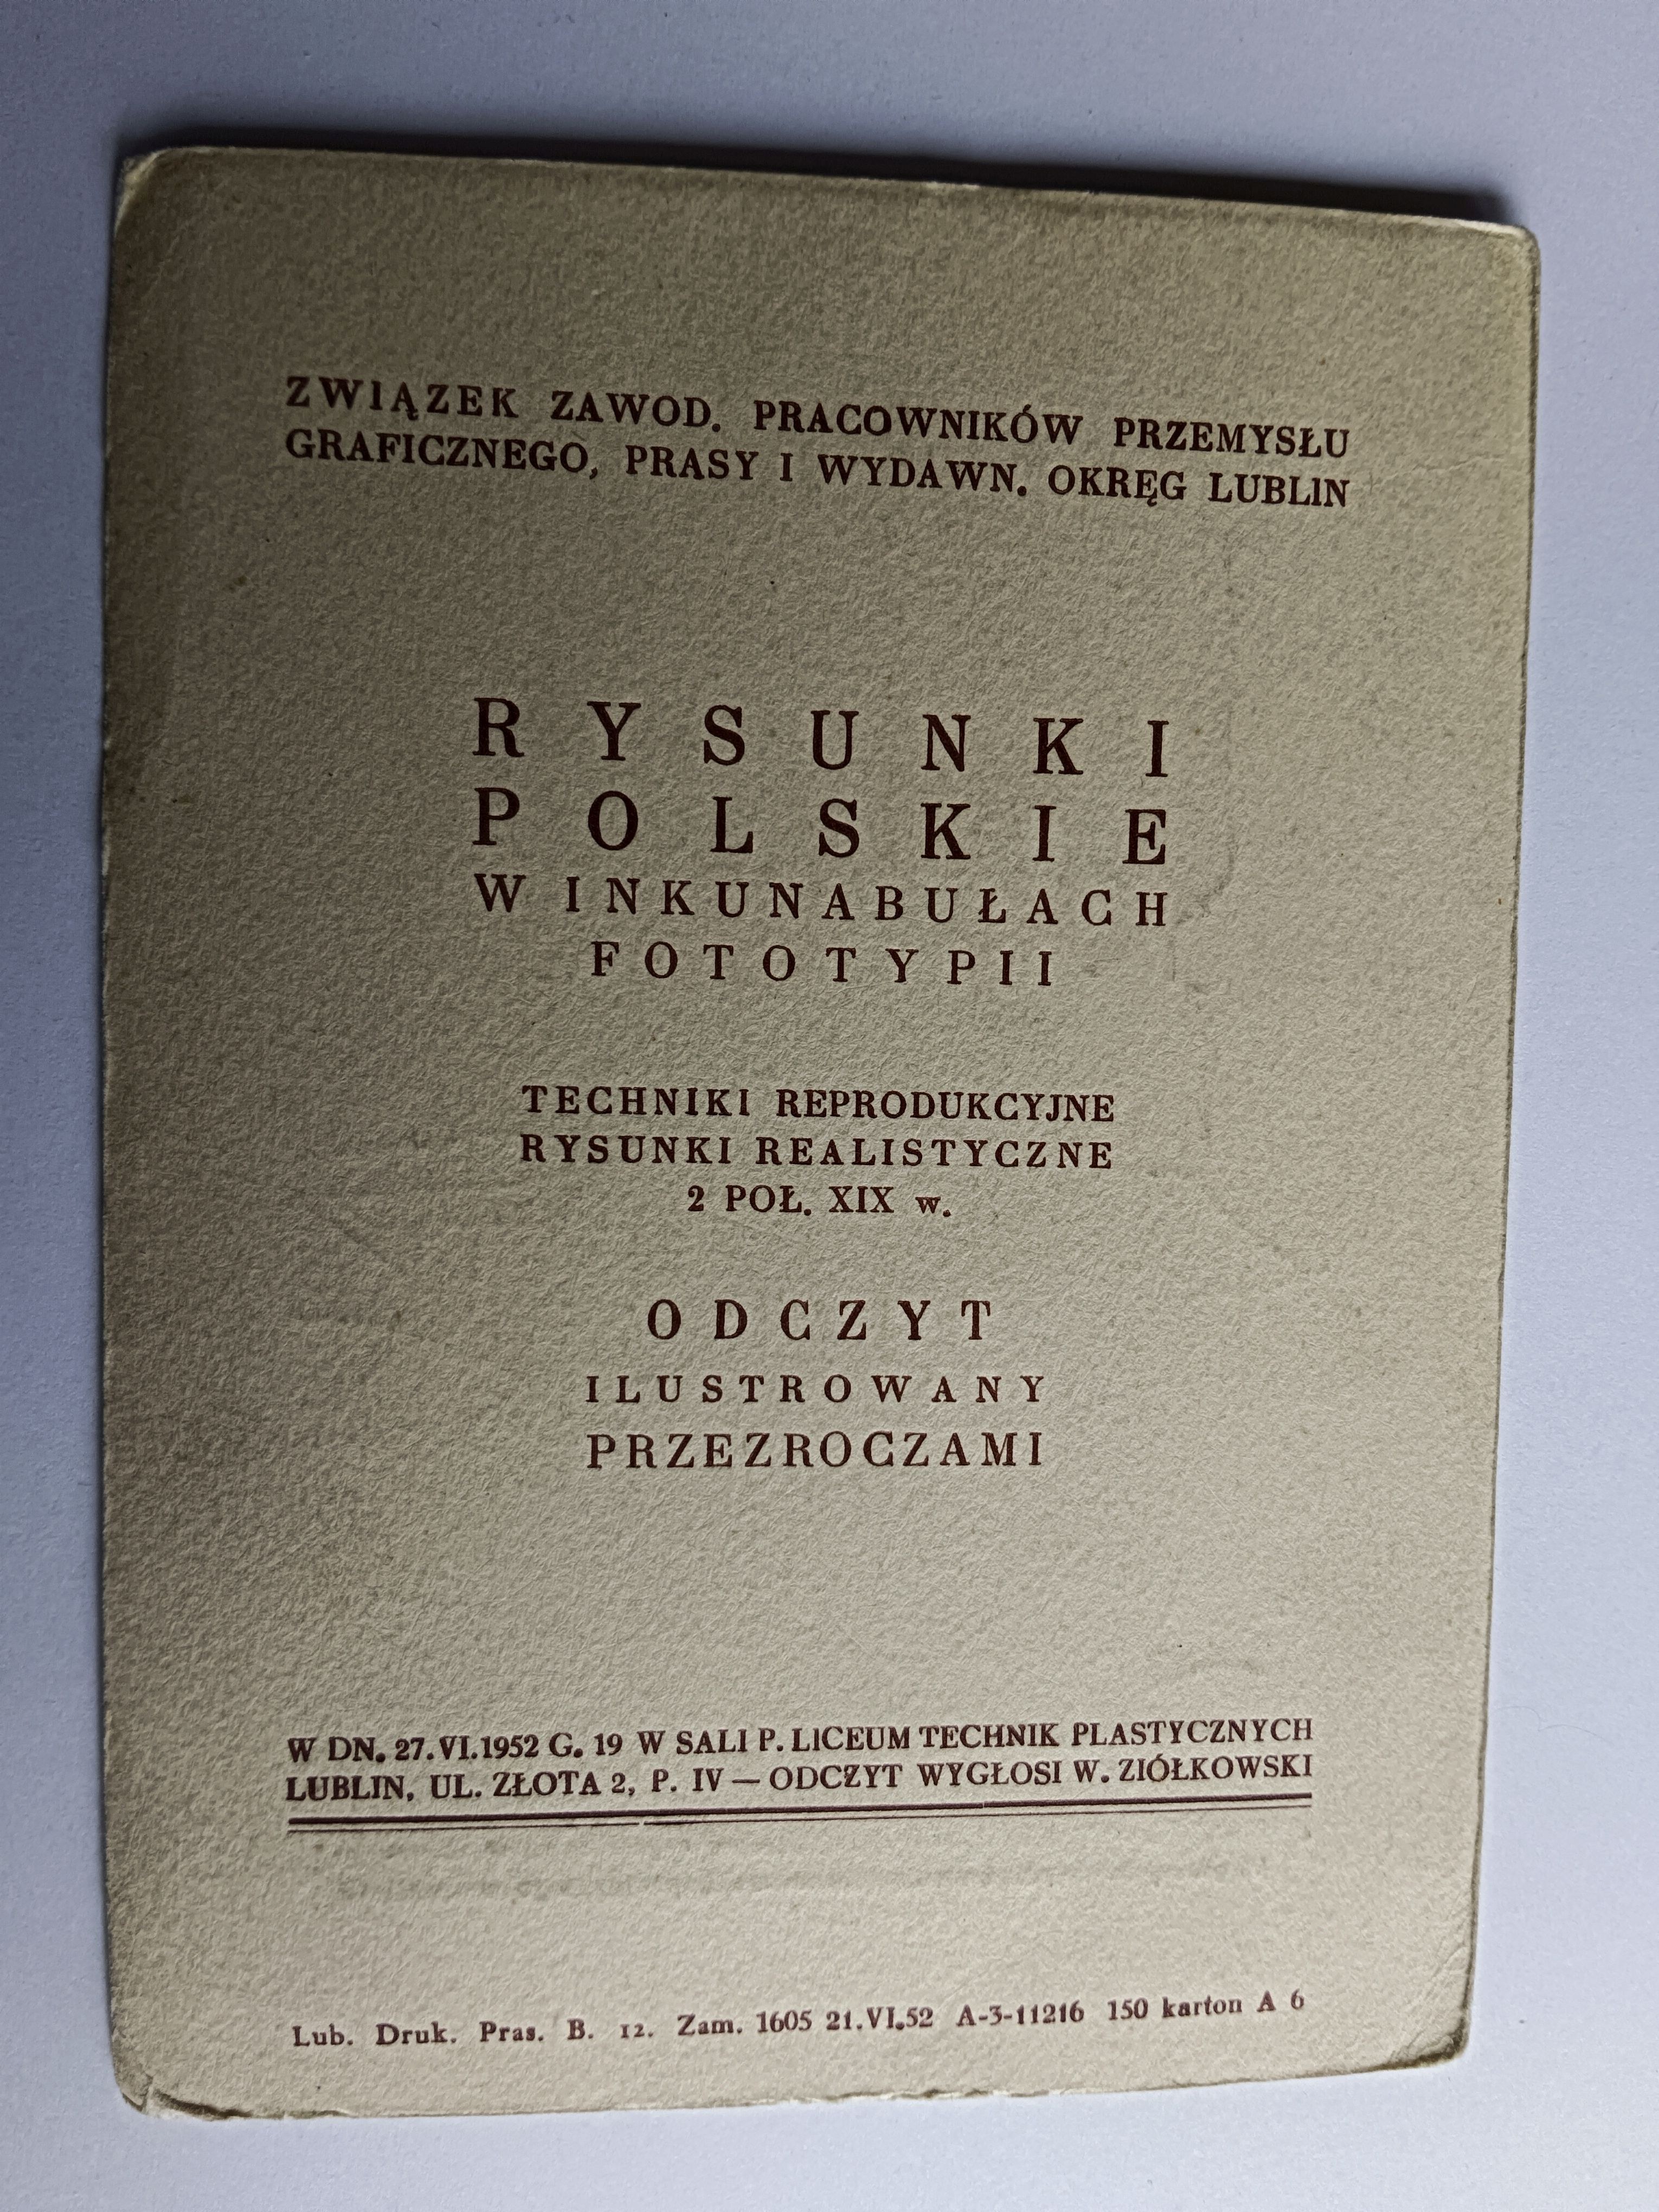 ZWIĄZEK ZAWOD. PRACOWNIKÓW PRZEMYSŁU
GRAFICZNEGO, PRASY I WYDAWN. OKRĘG LUBLIN
RYSUNKI
POLSKIE
W INKUNABUŁACH
FOTOTYPII
TECHNIKI REPRODUKCYJNE
RYSUNKI REALISTYCZNE
2 POŁ. XIX w.
ODCZYT
ILUSTROWANY
PRZEZROCZAMI
W DN. 27.VI.1952 G. 19 W SALI P. LICEUM TECHNIK PLASTYCZNYCH
LUBLIN, UL. ZŁOTA 2, P. IV — ODCZYT WYGŁOSI W. ZIÓŁKOWSKI
Lub. Druk. Pras. B. 12. Zam. 1605 21.VI.52 A-3-11216 150 karton A 6